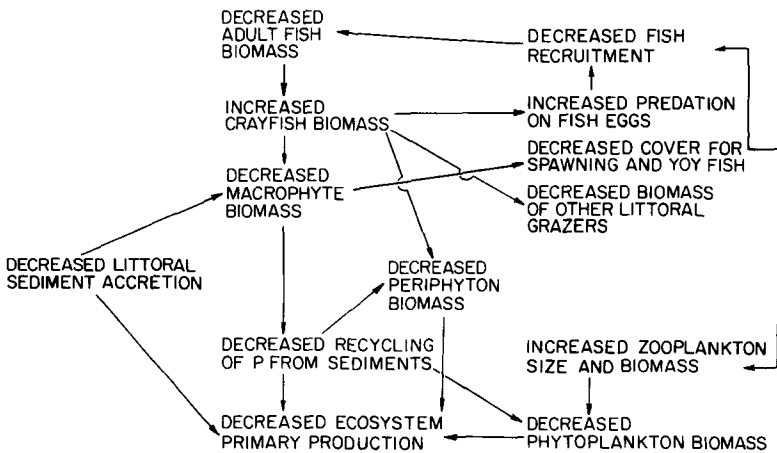 DECREASED
ADULT FISH
BIOMASS
DECREASED FISH
RECRUITMENT
INCREASED
CRAYFISH BIOMASS
INCREASED PREDATION
ON FISH EGGS
DECREASED COVER FOR
SPAWNING AND YOY FISH
DECREASED
MACROPHYTE
BIOMASS
DECREASED BIOMASS
OF OTHER LITTORAL
GRAZERS
DECREASED LITTORAL
SEDIMENT ACCRETION
DECREASED
PERIPHYTON
BIOMASS
DECREASED RECYCLING
OF P FROM SEDIMENTS
INCREASED ZOOPLANKTON
SIZE AND BIOMASS
DECREASED ECOSYSTEM
PRIMARY PRODUCTION
DECREASED
PHYTOPLANKTON BIOMASS